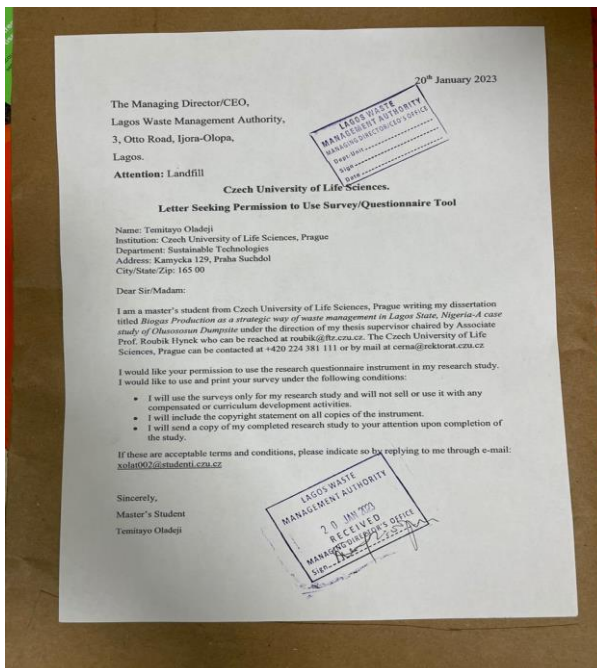 20th January 2023
The Managing Director/CEO,
Lagos Waste Management Authority,
3, Otto Road, Ijora-Olopa,
Lagos.
Attention: Landfill
LAGOS WASTE
MANAGEMENT AUTHORITY
MANAGING DIRECTOR/CEO'S OFFICE
Dept/Unit
Sign
Date
Czech University of Life Sciences.
Letter Seeking Permission to Use Survey/Questionnaire Tool
Name: Temitayo Oladeji
Institution: Czech University of Life Sciences, Prague
Department: Sustainable Technologies
Address: Kamycka 129, Praha Suchdol
City/State/Zip: 165 00
Dear Sir/Madam:
I am a master's student from Czech University of Life Sciences, Prague writing my dissertation
titled Biogas Production as a strategic way of waste management in Lagos State, Nigeria-A case
study of Olusososun Dumpsite under the direction of my thesis supervisor chaired by Associate
Prof. Roubik Hynek who can be reached at roubik@ftz.czu.cz. The Czech University of Life
Sciences, Prague can be contacted at +420 224 381 111 or by mail at cerna@rektorat.czu.cz
I would like your permission to use the research questionnaire instrument in my research study.
I would like to use and print your survey under the following conditions:
• I will use the surveys only for my research study and will not sell or use it with any
compensated or curriculum development activities.
• I will include the copyright statement on all copies of the instrument.
• I will send a copy of my completed research study to your attention upon completion of
the study.
If these are acceptable terms and conditions, please indicate so by replying to me through e-mail:
xolat002@studenti.czu.cz
Sincerely,
Master's Student
Temitayo Oladeji
LAGOS WASTE
MANAGEMENT AUTHORITY
20 JAN 2023
RECEIVED
MANAGING DIRECTOR'S OFFICE
Sign